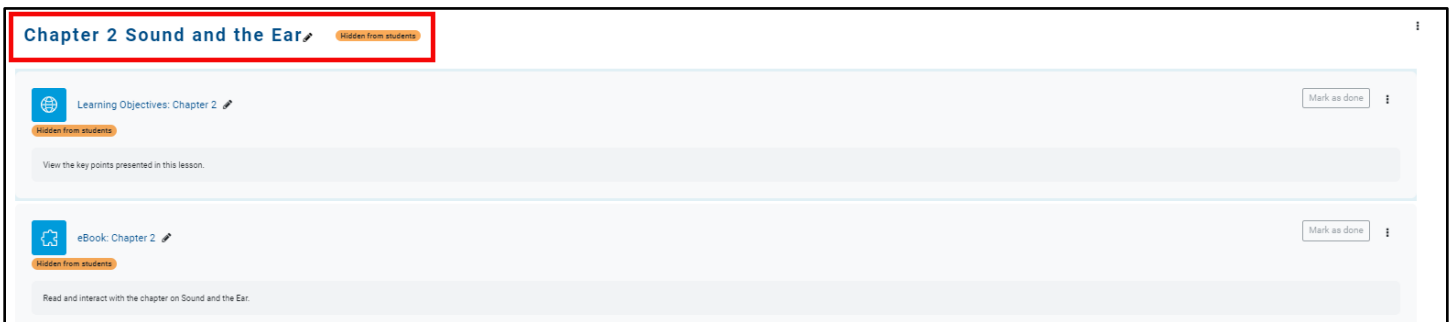 Chapter 2 Sound and the Ear Hidden from students
Learning Objectives: Chapter 2 Mark as done
Hidden from students
View the key points presented in this lesson.
eBook: Chapter 2 Mark as done
Hidden from students
Read and interact with the chapter on Sound and the Ear.